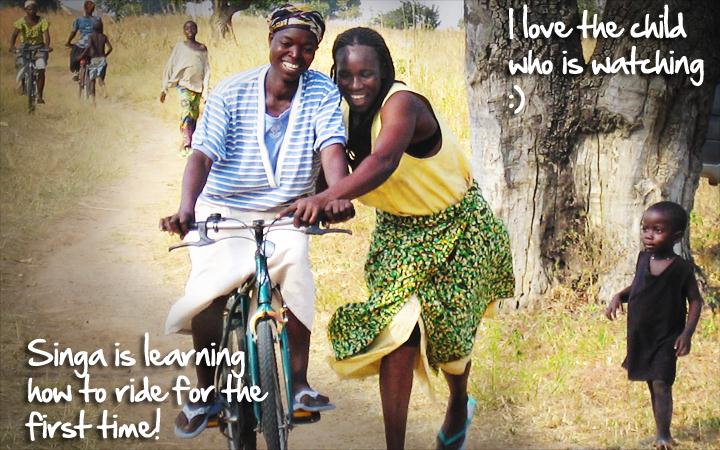 I love the child
who is watching
:)
Singa is learning
how to ride for the
first time!